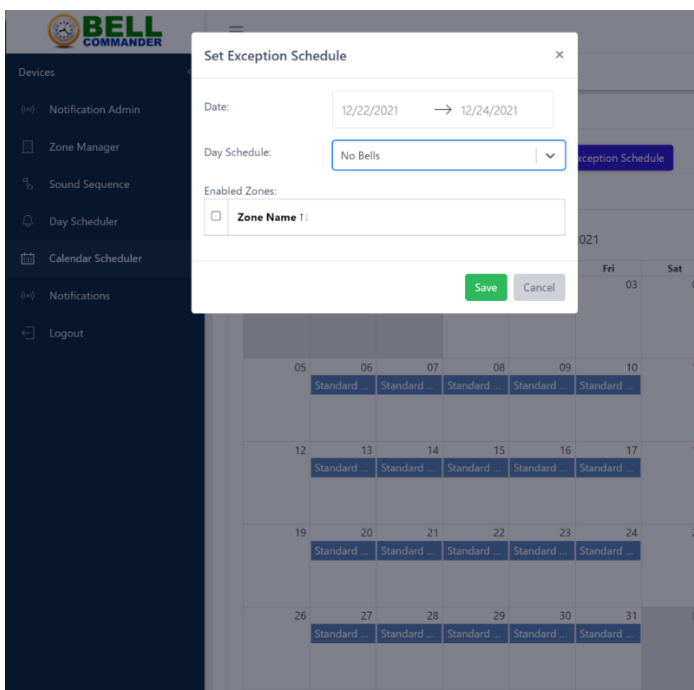 BELL
COMMANDER
Devices
Notification Admin
Zone Manager
Sound Sequence
Day Scheduler
Calendar Scheduler
Notifications
Logout
Set Exception Schedule ×
Date: 12/22/2021 → 12/24/2021
Day Schedule: No Bells
Enabled Zones:
Zone Name ↑↓
Save Cancel
xception Schedule
021
Fri Sat
03
05 06 07 08 09 10
Standard ... Standard ... Standard ... Standard ... Standard ...
12 13 14 15 16 17
Standard ... Standard ... Standard ... Standard ... Standard ...
19 20 21 22 23 24
Standard ... Standard ... Standard ... Standard ... Standard ...
26 27 28 29 30 31
Standard ... Standard ... Standard ... Standard ... Standard ...